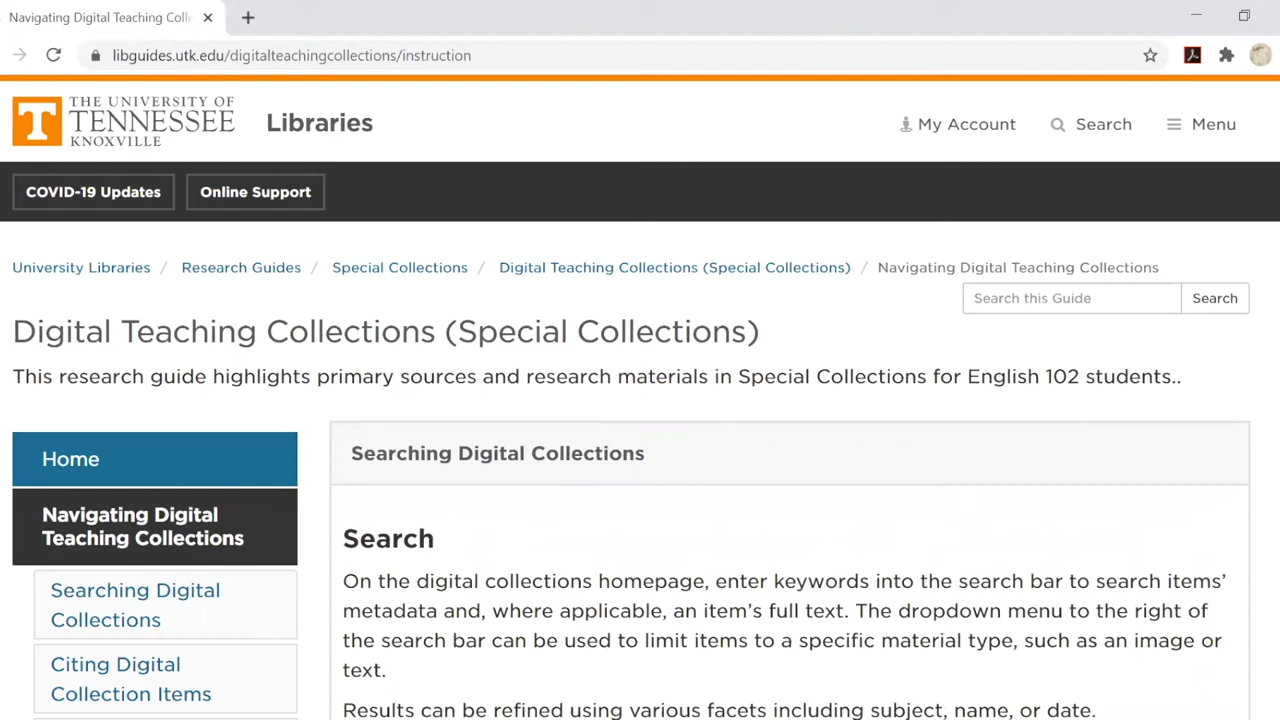 Navigating Digital Teaching Coll
libguides.utk.edu/digitalteachingcollections/instruction
THE UNIVERSITY OF
TENNESSEE
KNOXVILLE
Libraries
My Account
Search
Menu
COVID-19 Updates
Online Support
University Libraries / Research Guides / Special Collections / Digital Teaching Collections (Special Collections) / Navigating Digital Teaching Collections
Search this Guide
Search
Digital Teaching Collections (Special Collections)
This research guide highlights primary sources and research materials in Special Collections for English 102 students..
Home
Navigating Digital
Teaching Collections
Searching Digital
Collections
Citing Digital
Collection Items
Searching Digital Collections
Search
On the digital collections homepage, enter keywords into the search bar to search items’
metadata and, where applicable, an item’s full text. The dropdown menu to the right of
the search bar can be used to limit items to a specific material type, such as an image or
text.
Results can be refined using various facets including subject, name, or date.